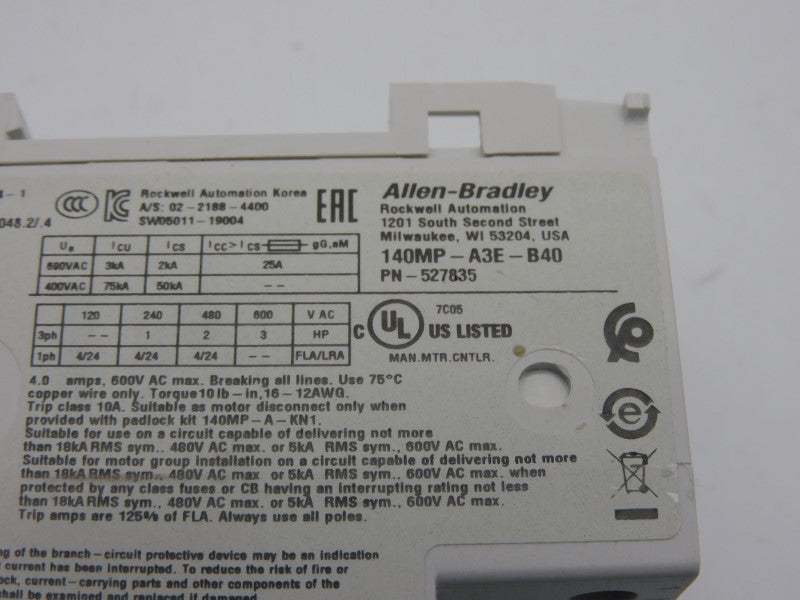 Allen-Bradley
Rockwell Automation
1201 South Second Street
Milwaukee, WI 53204, USA
140MP-A3E-B40
PN-527835
-1
048.2/.4
Rockwell Automation Korea
A/S: 02-2188-4400
SW05011-19004
CCC KC EAC
Ue ICU ICS ICC>ICS gG,aM
690VAC 3kA 2kA 25A
400VAC 75kA 50kA --
120 240 480 600 V AC
3ph -- 1 2 3 HP
1ph 4/24 4/24 4/24 -- FLA/LRA
7C05
C UL US LISTED
MAN.MTR.CNTLR.
4.0 amps, 600V AC max. Breaking all lines. Use 75°C
copper wire only. Torque10 lb-in,16-12AWG.
Trip class 10A. Suitable as motor disconnect only when
provided with padlock kit 140MP-A-KN1.
Suitable for use on a circuit capable of delivering not more
than 18kA RMS sym., 480V AC max. or 5kA RMS sym., 600V AC max.
Suitable for motor group installation on a circuit capable of delivering not more
than 18kA RMS sym., 480V AC max. or 5kA RMS sym., 600V AC max. when
protected by any class fuses or CB having an interrupting rating not less
than 18kA RMS sym., 480V AC max. or 5kA RMS sym., 600V AC max.
Trip amps are 125% of FLA. Always use all poles.
e
of the branch-circuit protective device may be an indication
current has been interrupted. To reduce the risk of fire or
current-carrying parts and other components of the
shall be examined and replaced if damaged.